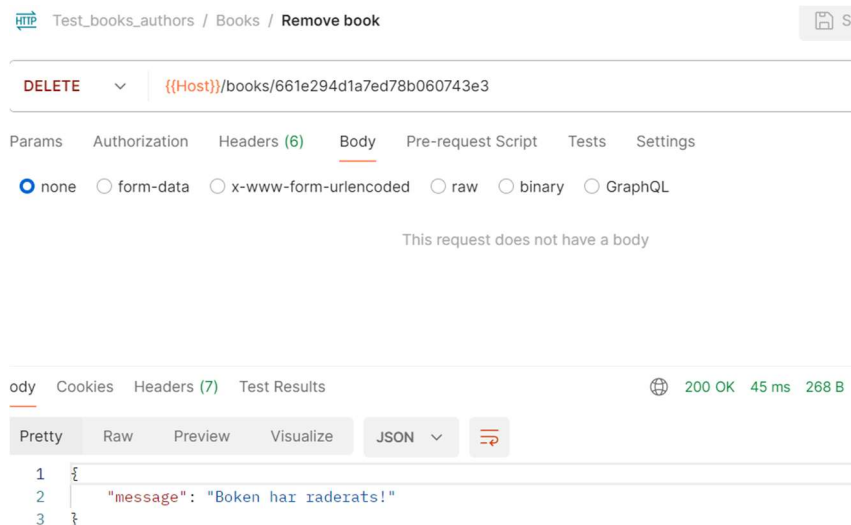 HTTP Test_books_authors / Books / Remove book S
DELETE {{Host}}/books/661e294d1a7ed78b060743e3
Params Authorization Headers (6) Body Pre-request Script Tests Settings
none form-data x-www-form-urlencoded raw binary GraphQL
This request does not have a body
ody Cookies Headers (7) Test Results 200 OK 45 ms 268 B
Pretty Raw Preview Visualize JSON
1 {
2 "message": "Boken har raderats!"
3 }